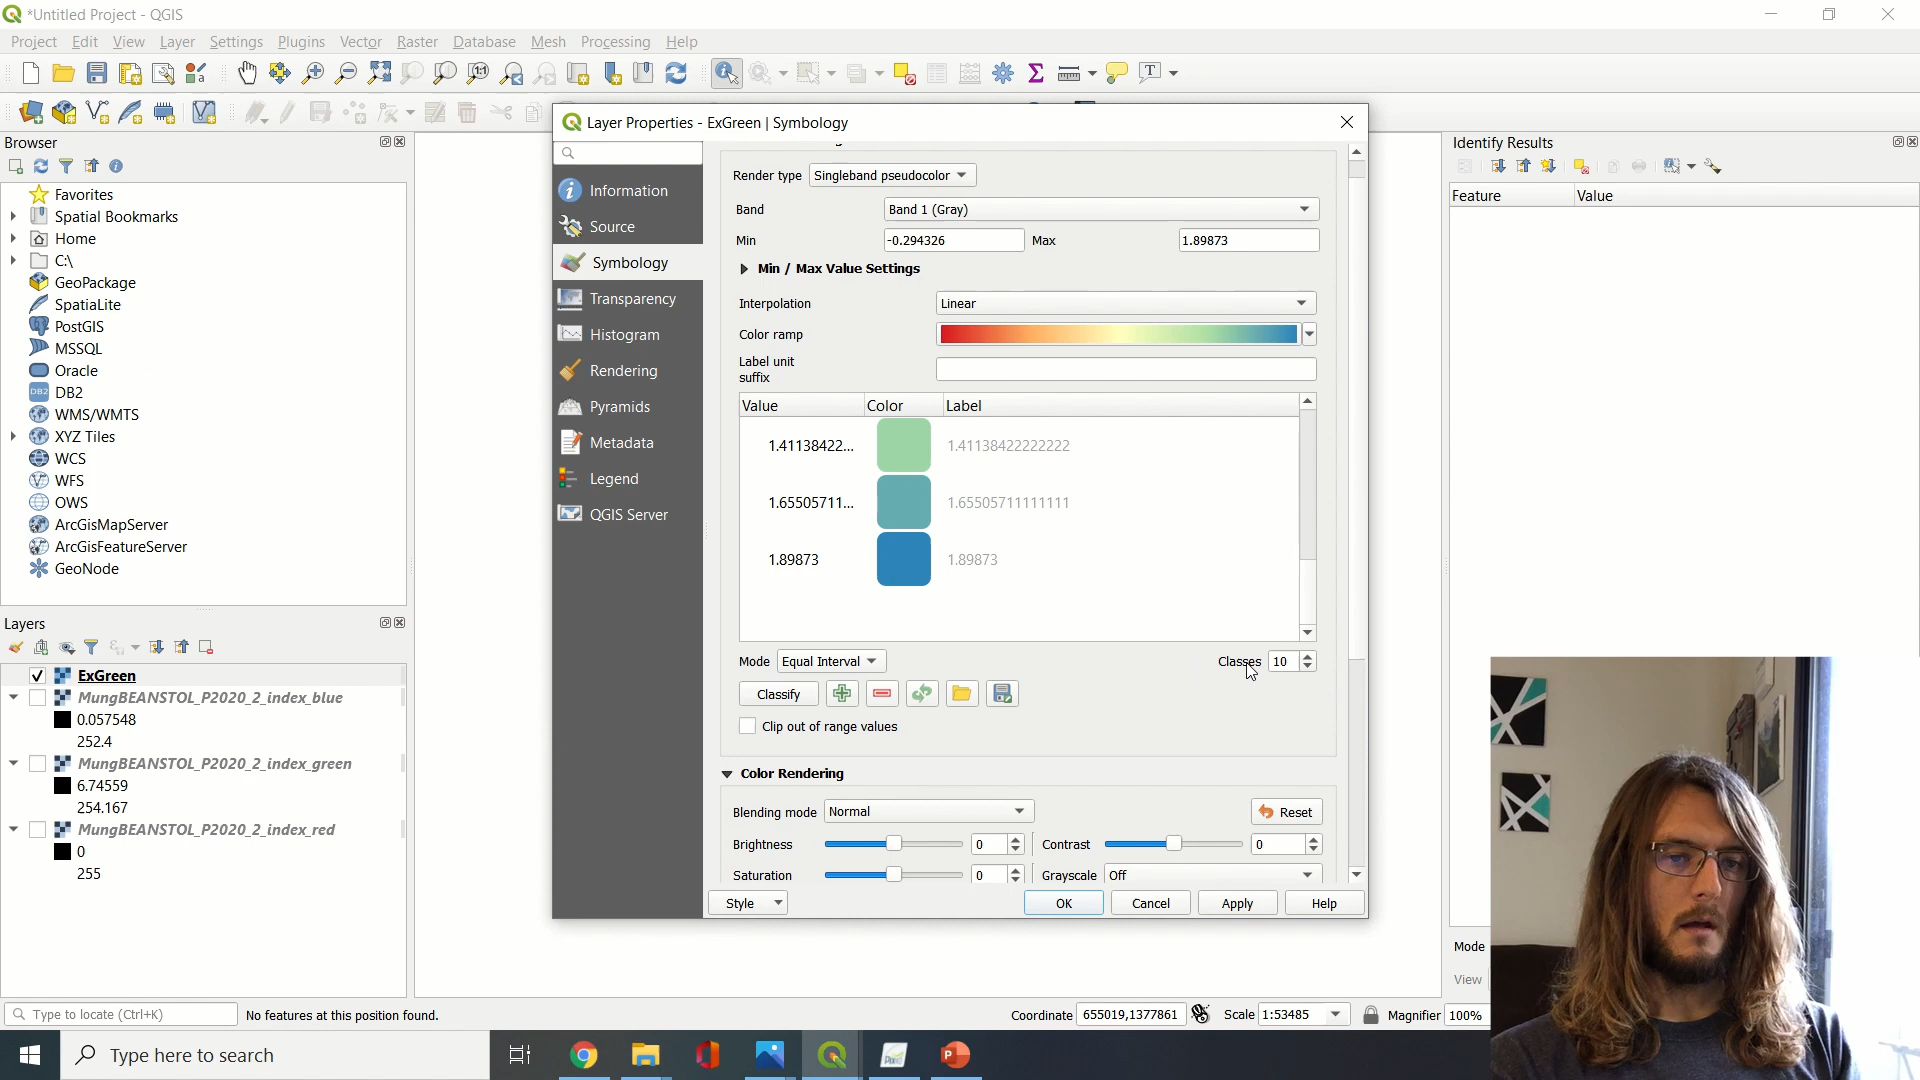 *Untitled Project - QGIS
Project Edit View Layer Settings Plugins Vector Raster Database Mesh Processing Help
Browser
Favorites
Spatial Bookmarks
Home
C:\
GeoPackage
SpatiaLite
PostGIS
MSSQL
Oracle
DB2
WMS/WMTS
XYZ Tiles
WCS
WFS
OWS
ArcGisMapServer
ArcGisFeatureServer
GeoNode
Layers
ExGreen
MungBEANSTOL_P2020_2_index_blue
0.057548
252.4
MungBEANSTOL_P2020_2_index_green
6.74559
254.167
MungBEANSTOL_P2020_2_index_red
0
255
Layer Properties - ExGreen | Symbology
Information
Source
Symbology
Transparency
Histogram
Rendering
Pyramids
Metadata
Legend
QGIS Server
Render type Singleband pseudocolor
Band Band 1 (Gray)
Min -0.294326 Max 1.89873
Min / Max Value Settings
Interpolation Linear
Color ramp
Label unit
suffix
Value Color Label
1.41138422... 1.41138422222222
1.65505711... 1.65505711111111
1.89873 1.89873
Mode Equal Interval Classes 10
Classify
Clip out of range values
Color Rendering
Blending mode Normal Reset
Brightness 0 Contrast 0
Saturation 0 Grayscale Off
Style OK Cancel Apply Help
Identify Results
Feature Value
Mode
View
Type to locate (Ctrl+K) No features at this position found. Coordinate 655019,1377861 Scale 1:53485 Magnifier 100%
Type here to search